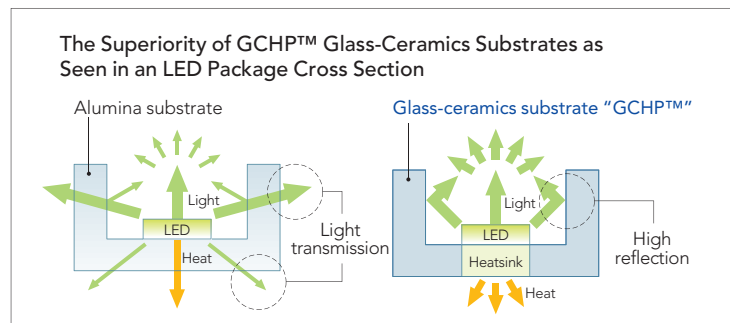 The Superiority of GCHP™ Glass-Ceramics Substrates as
Seen in an LED Package Cross Section
Alumina substrate
Light
LED
Heat
Light
transmission
Glass-ceramics substrate “GCHP™”
Light
LED
Heatsink
Heat
High
reflection